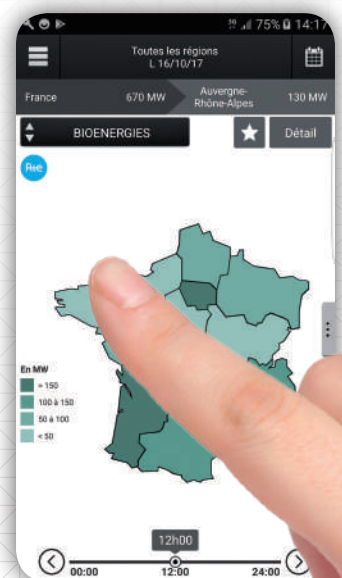 75% 14:17
Toutes les régions
L 16/10/17
France 670 MW Auvergne-
Rhône-Alpes 130 MW
BIOENERGIES Détail
Rte
En MW
+ 150
100 à 150
50 à 100
< 50
12h00
00:00 12:00 24:00